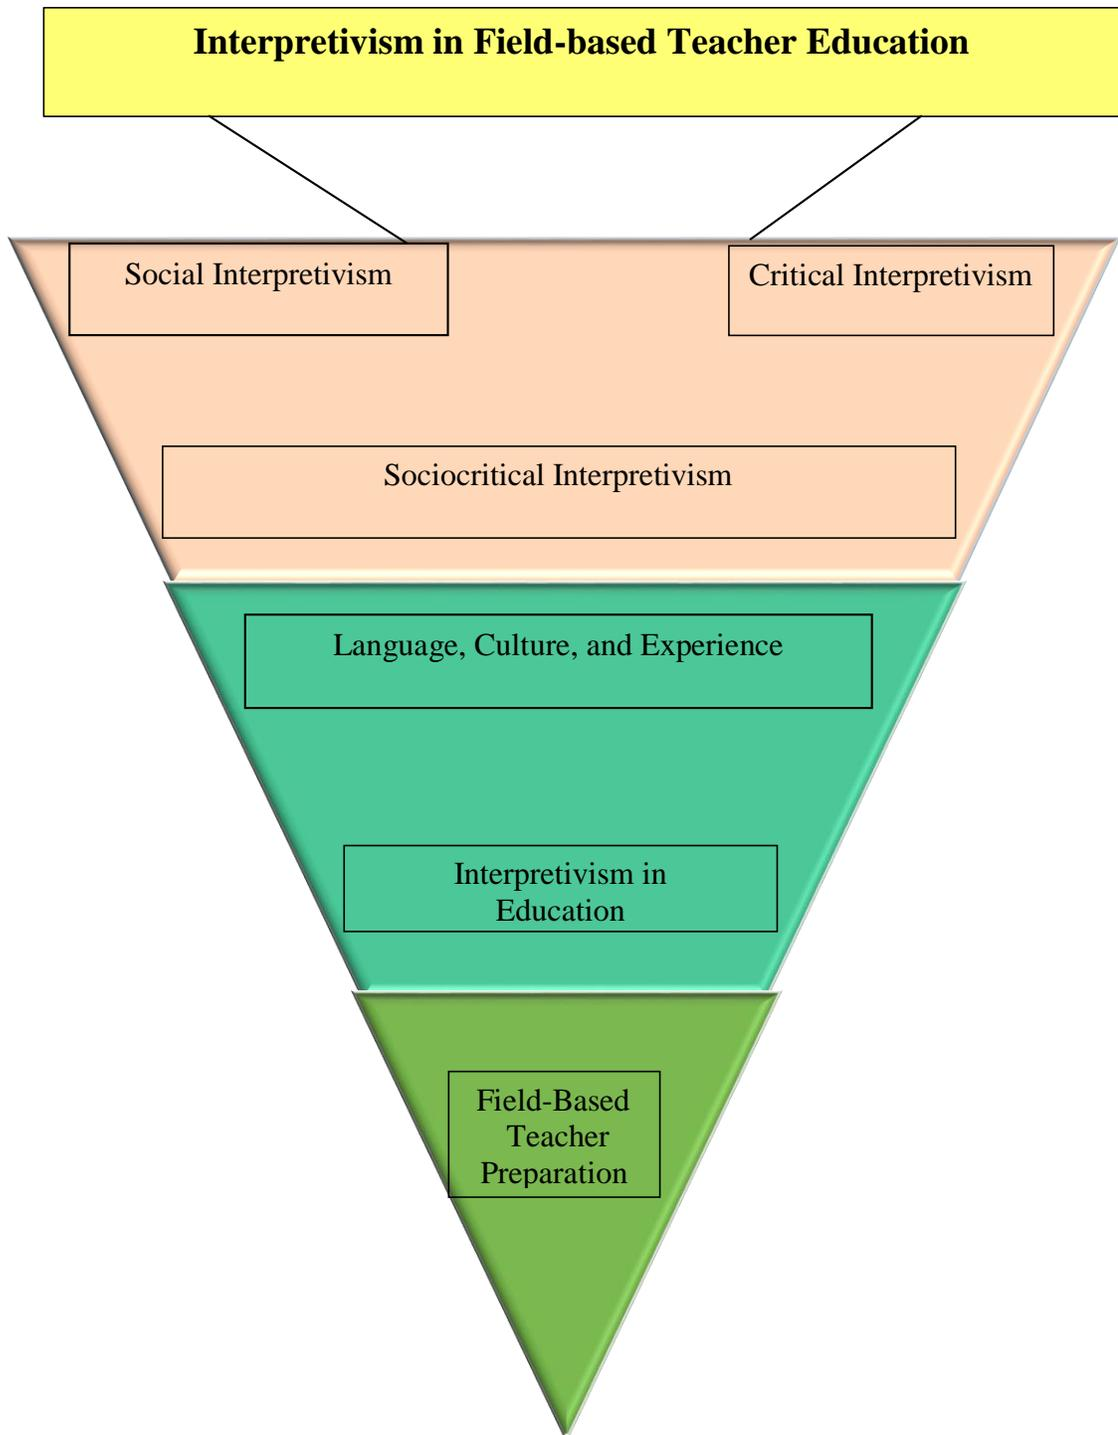 Interpretivism in Field-based Teacher Education
Social Interpretivism
Critical Interpretivism
Sociocritical Interpretivism
Language, Culture, and Experience
Interpretivism in
Education
Field-Based
Teacher
Preparation